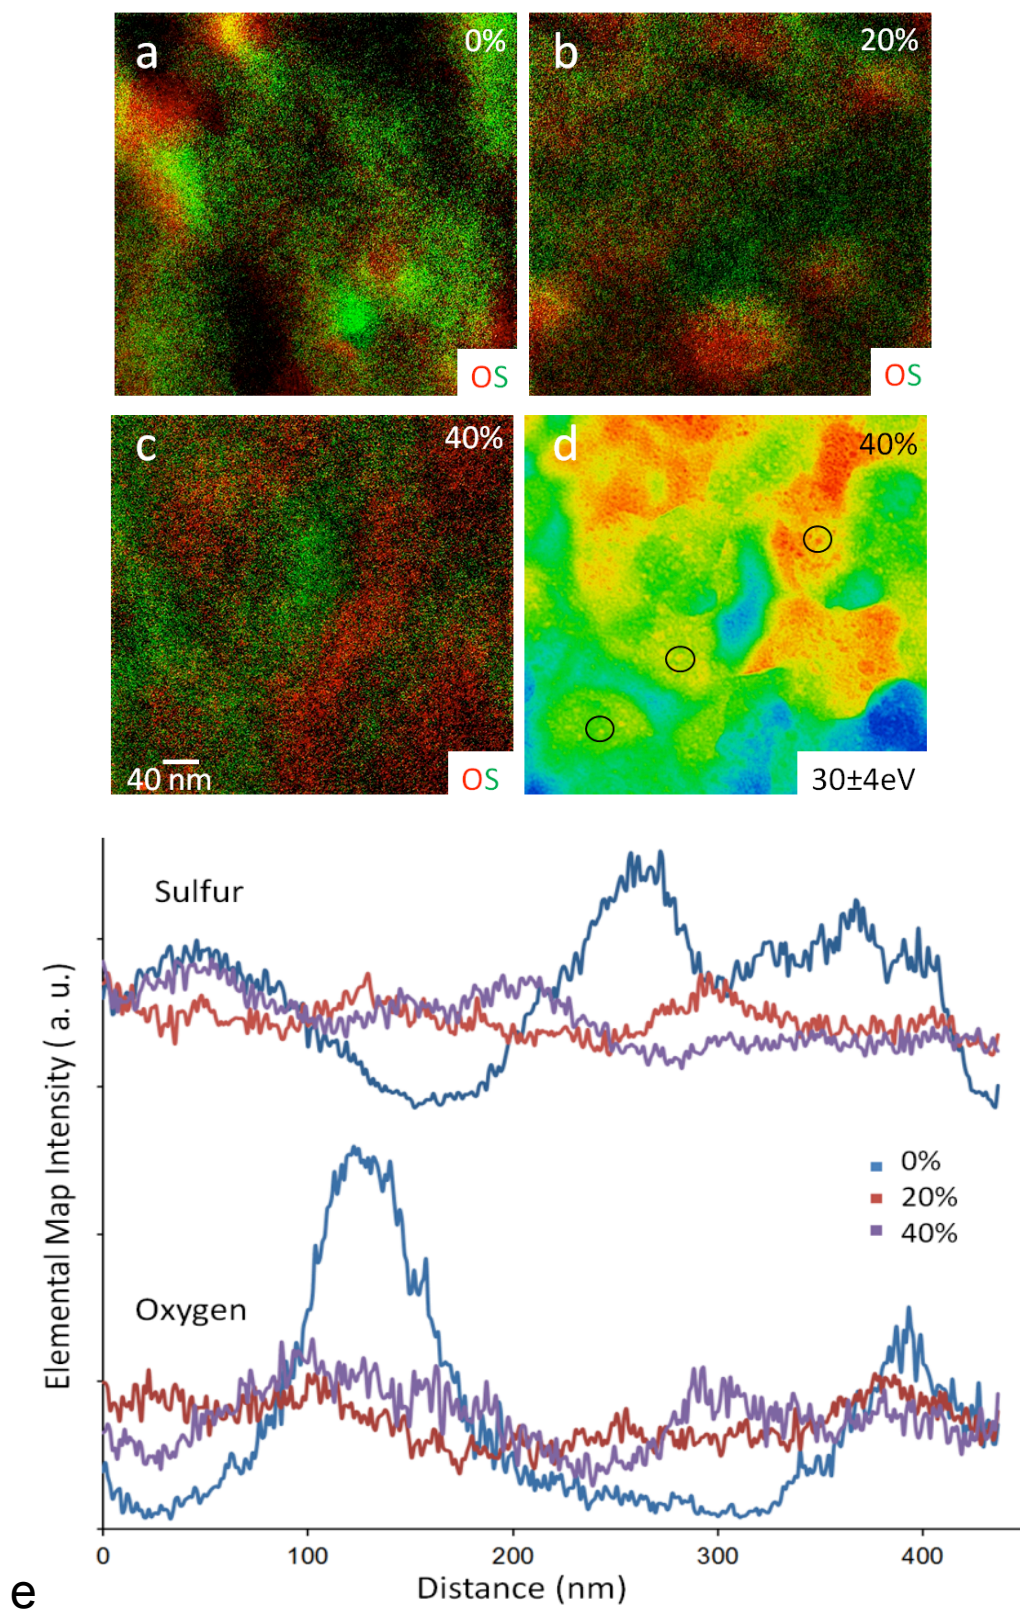 a
0%
OS
b
20%
OS
c
40%
40 nm
OS
d
40%
30±4eV
Sulfur
Oxygen
0%
20%
40%
Elemental Map Intensity ( a. u.)
0
100
200
300
400
Distance (nm)
e